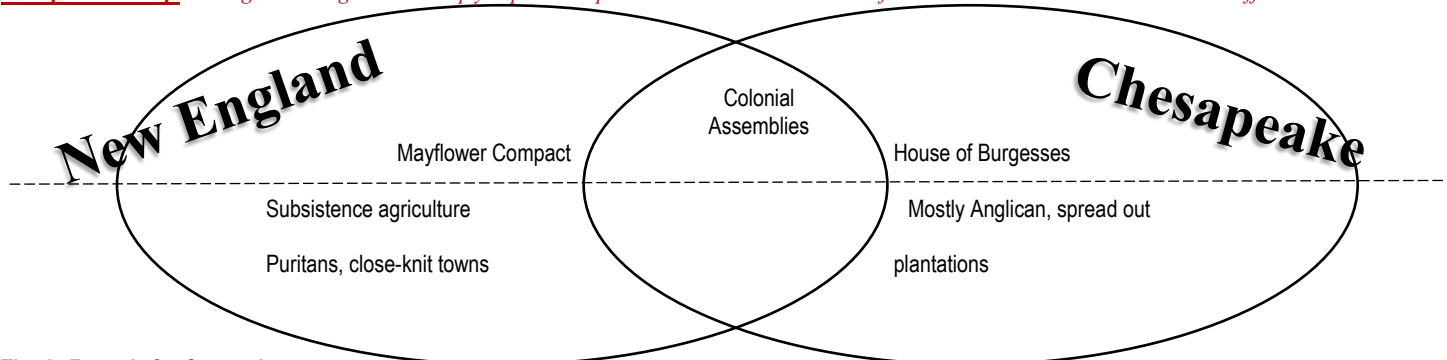 New England
Chesapeake
Colonial
Assemblies
Mayflower Compact
House of Burgesses
Subsistence agriculture
Mostly Anglican, spread out
Puritans, close-knit towns
plantations